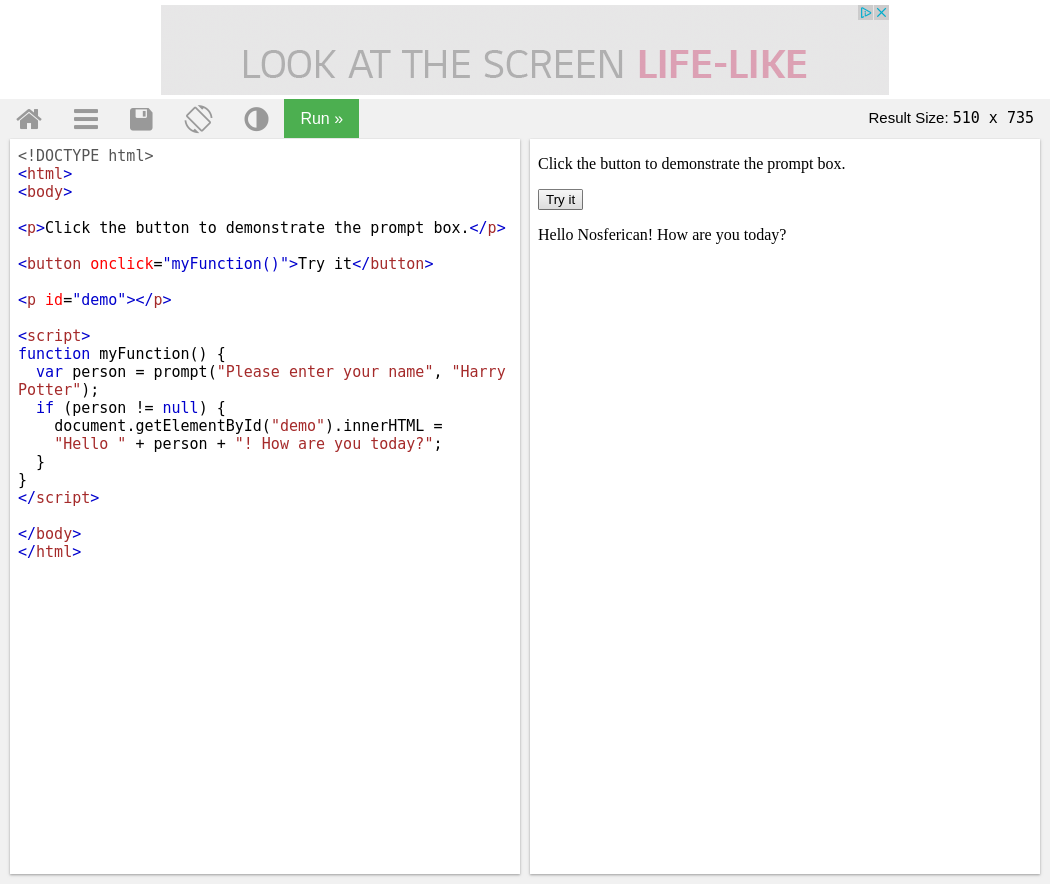 LOOK AT THE SCREEN LIFE-LIKE
Run »
Result Size: 510 x 735
<!DOCTYPE html>
<html>
<body>

<p>Click the button to demonstrate the prompt box.</p>

<button onclick="myFunction()">Try it</button>

<p id="demo"></p>

<script>
function myFunction() {
  var person = prompt("Please enter your name", "Harry
Potter");
  if (person != null) {
    document.getElementById("demo").innerHTML =
    "Hello " + person + "! How are you today?";
  }
}
</script>

</body>
</html>
Click the button to demonstrate the prompt box.
Try it
Hello Nosferican! How are you today?